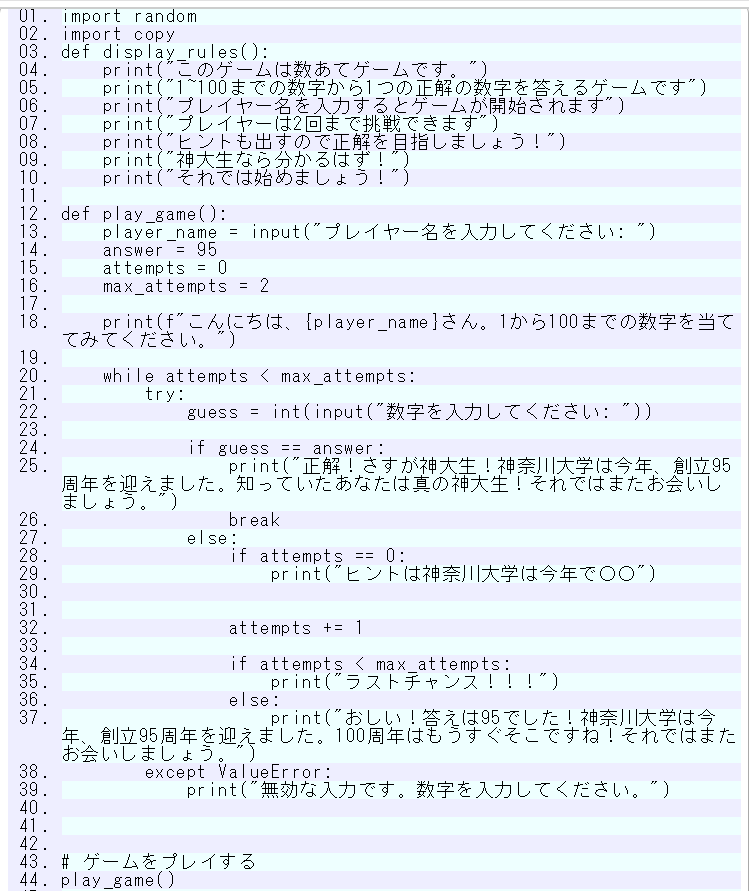 01. import random
02. import copy
03. def display_rules():
04.     print("このゲームは数あてゲームです。")
05.     print("1~100までの数字から1つの正解の数字を答えるゲームです")
06.     print("プレイヤー名を入力するとゲームが開始されます")
07.     print("プレイヤーは2回まで挑戦できます")
08.     print("ヒントも出すので正解を目指しましょう！")
09.     print("神大生なら分かるはず！")
10.     print("それでは始めましょう！")
11.
12. def play_game():
13.     player_name = input("プレイヤー名を入力してください: ")
14.     answer = 95
15.     attempts = 0
16.     max_attempts = 2
17.
18.     print(f"こんにちは、{player_name}さん。1から100までの数字を当て
てみてください。")
19.
20.     while attempts < max_attempts:
21.         try:
22.             guess = int(input("数字を入力してください: "))
23.
24.             if guess == answer:
25.                 print("正解！さすが神大生！神奈川大学は今年、創立95
周年を迎えました。知っていたあなたは真の神大生！それではまたお会いし
ましょう。")
26.                 break
27.             else:
28.                 if attempts == 0:
29.                     print("ヒントは神奈川大学は今年で〇〇")
30.
31.
32.                 attempts += 1
33.
34.                 if attempts < max_attempts:
35.                     print("ラストチャンス！！！")
36.                 else:
37.                     print("おしい！答えは95でした！神奈川大学は今
年、創立95周年を迎えました。100周年はもうすぐそこですね！それではまた
お会いしましょう。")
38.         except ValueError:
39.             print("無効な入力です。数字を入力してください。")
40.
41.
42.
43. # ゲームをプレイする
44. play_game()